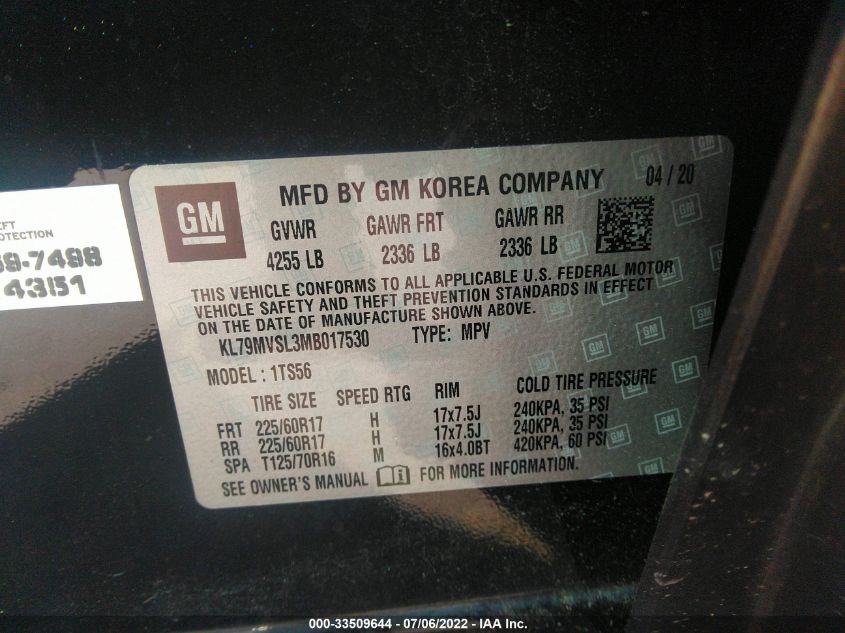 GM
MFD BY GM KOREA COMPANY 04 / 20
GVWR GAWR FRT GAWR RR
4255 LB 2336 LB 2336 LB
THIS VEHICLE CONFORMS TO ALL APPLICABLE U.S. FEDERAL MOTOR
VEHICLE SAFETY AND THEFT PREVENTION STANDARDS IN EFFECT
ON THE DATE OF MANUFACTURE SHOWN ABOVE.
KL79MVSL3MB017530 TYPE: MPV
MODEL : 1TS56
TIRE SIZE SPEED RTG RIM COLD TIRE PRESSURE
FRT 225/60R17 H 17x7.5J 240KPA, 35 PSI
RR 225/60R17 H 17x7.5J 240KPA, 35 PSI
SPA T125/70R16 M 16x4.0BT 420KPA, 60 PSI
SEE OWNER'S MANUAL FOR MORE INFORMATION.
000-33509644 - 07/06/2022 - IAA Inc.